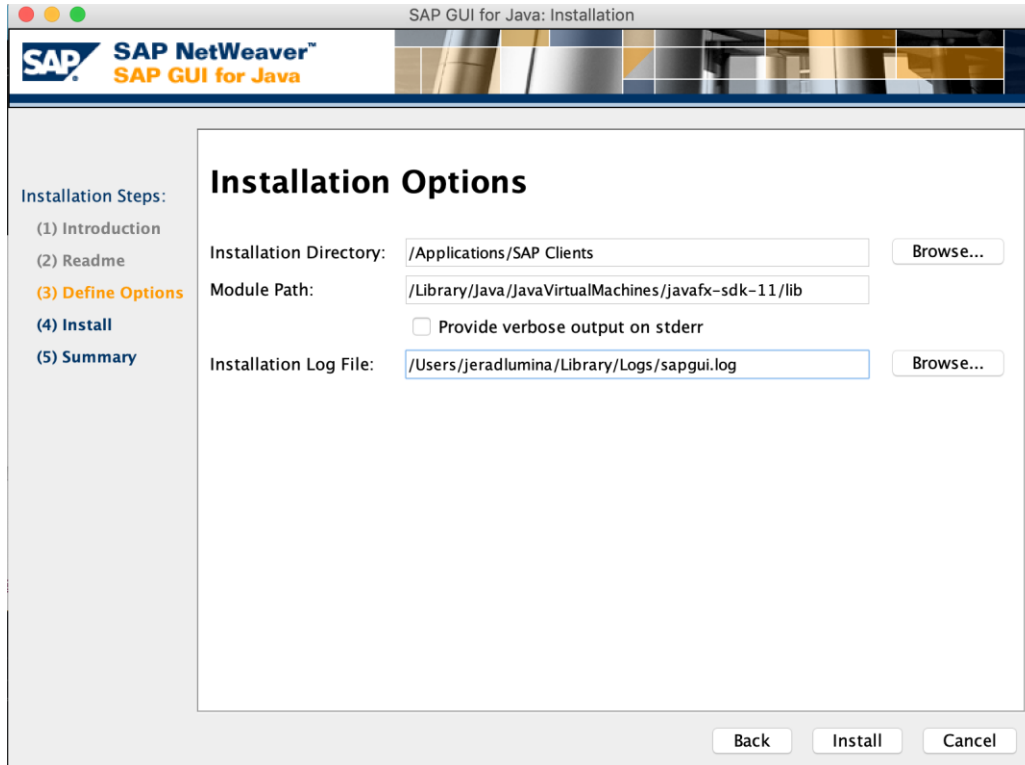 SAP GUI for Java: Installation
SAP
SAP NetWeaver™
SAP GUI for Java
Installation Steps:
(1) Introduction
(2) Readme
(3) Define Options
(4) Install
(5) Summary
Installation Options
Installation Directory: /Applications/SAP Clients Browse...
Module Path: /Library/Java/JavaVirtualMachines/javafx-sdk-11/lib
Provide verbose output on stderr
Installation Log File: /Users/jeradlumina/Library/Logs/sapgui.log Browse...
Back Install Cancel